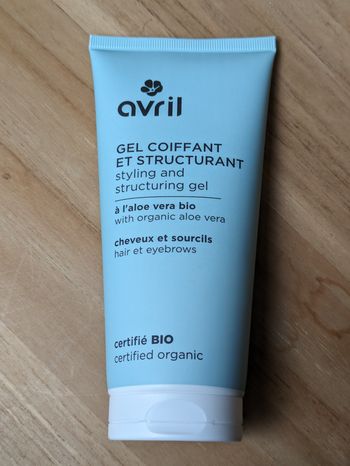 avril
GEL COIFFANT
ET STRUCTURANT
styling and
structuring gel
à l'aloe vera bio
with organic aloe vera
cheveux et sourcils
hair et eyebrows
certifié BIO
certified organic